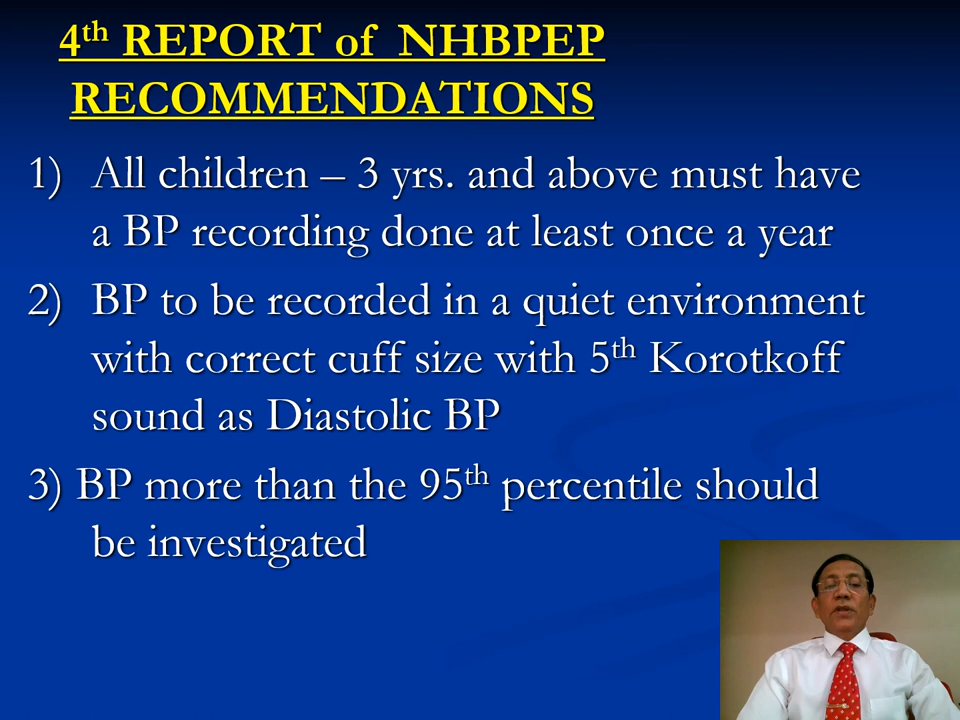 4th REPORT of NHBPEP
RECOMMENDATIONS
1) All children – 3 yrs. and above must have
a BP recording done at least once a year
2) BP to be recorded in a quiet environment
with correct cuff size with 5th Korotkoff
sound as Diastolic BP
3) BP more than the 95th percentile should
be investigated